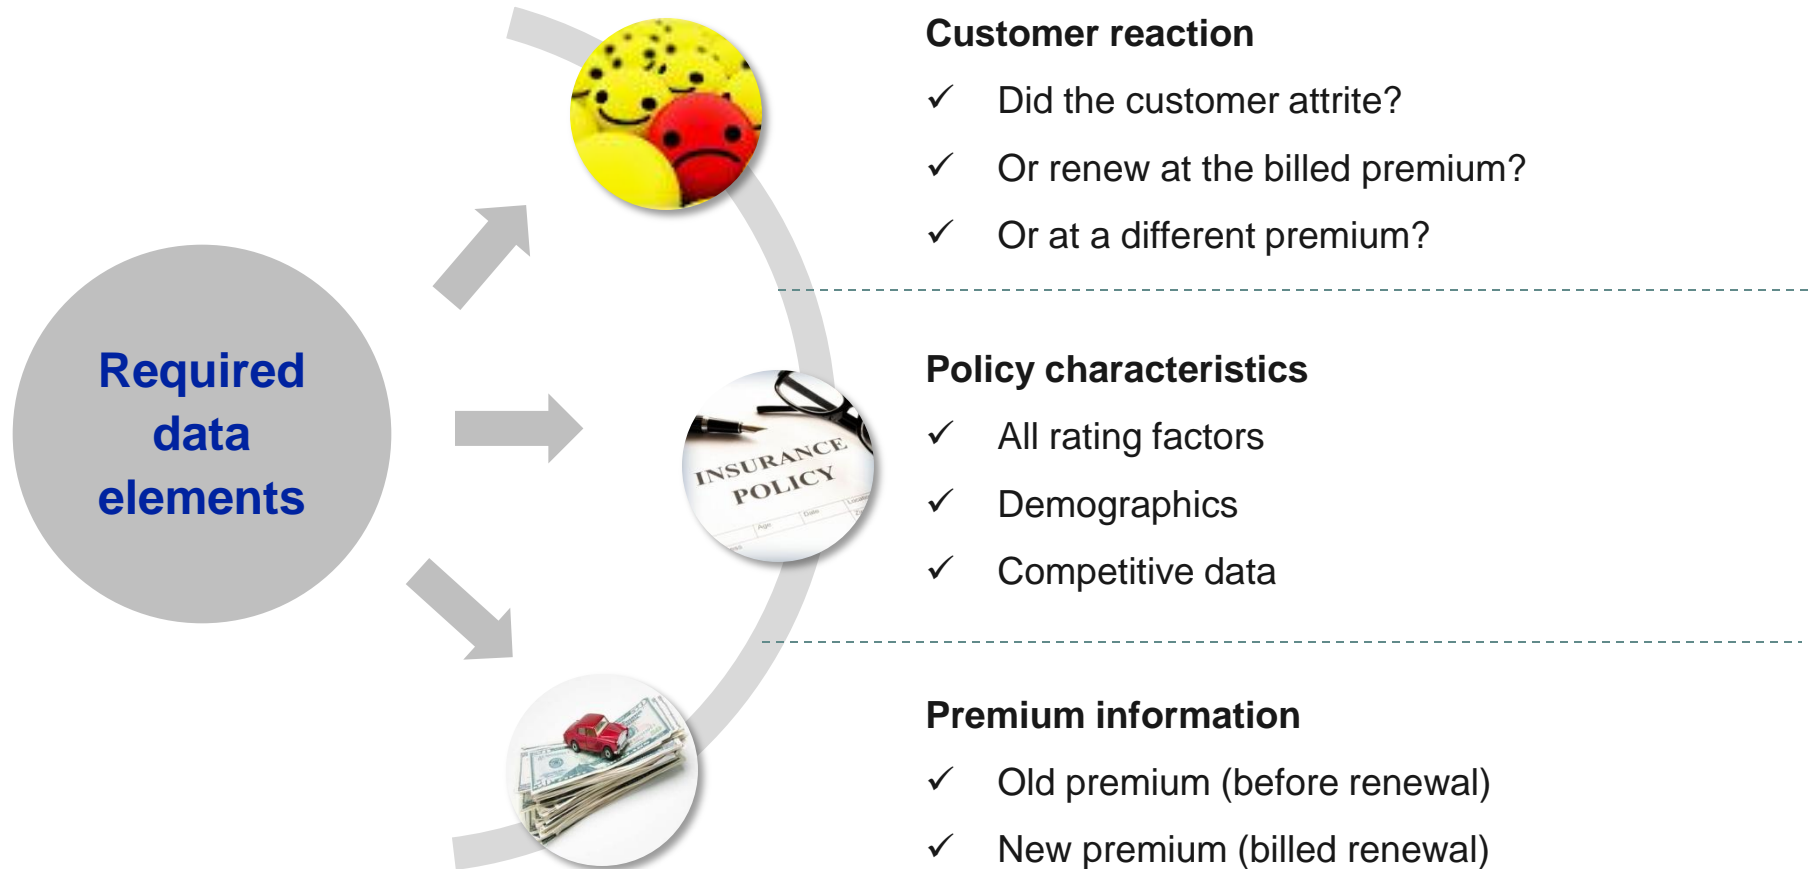 Required
data
elements
Customer reaction
✓ Did the customer attrite?
✓ Or renew at the billed premium?
✓ Or at a different premium?
INSURANCE
POLICY
Age
Date
Policy characteristics
✓ All rating factors
✓ Demographics
✓ Competitive data
Premium information
✓ Old premium (before renewal)
✓ New premium (billed renewal)